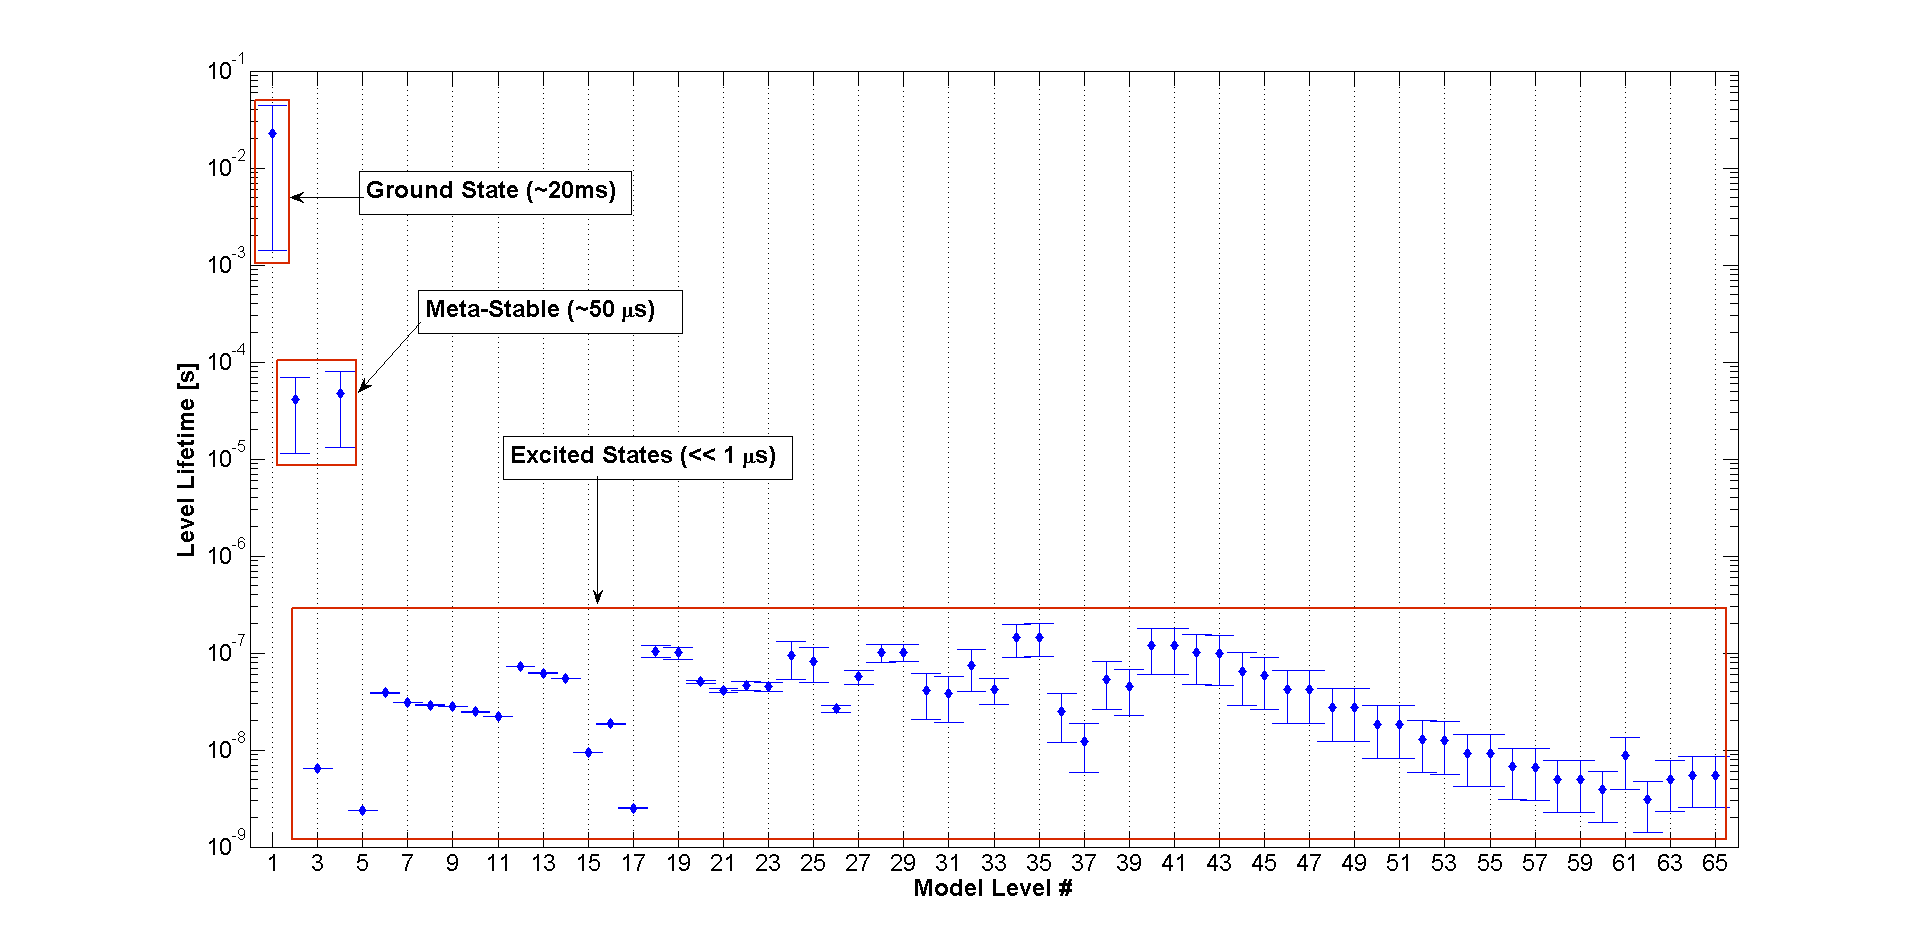 10^-1
10^-2
Ground State (~20ms)
10^-3
Meta-Stable (~50 μs)
10^-4
Level Lifetime [s]
Excited States (<< 1 μs)
10^-5
10^-6
10^-7
10^-8
10^-9
1 3 5 7 9 11 13 15 17 19 21 23 25 27 29 31 33 35 37 39 41 43 45 47 49 51 53 55 57 59 61 63 65
Model Level #